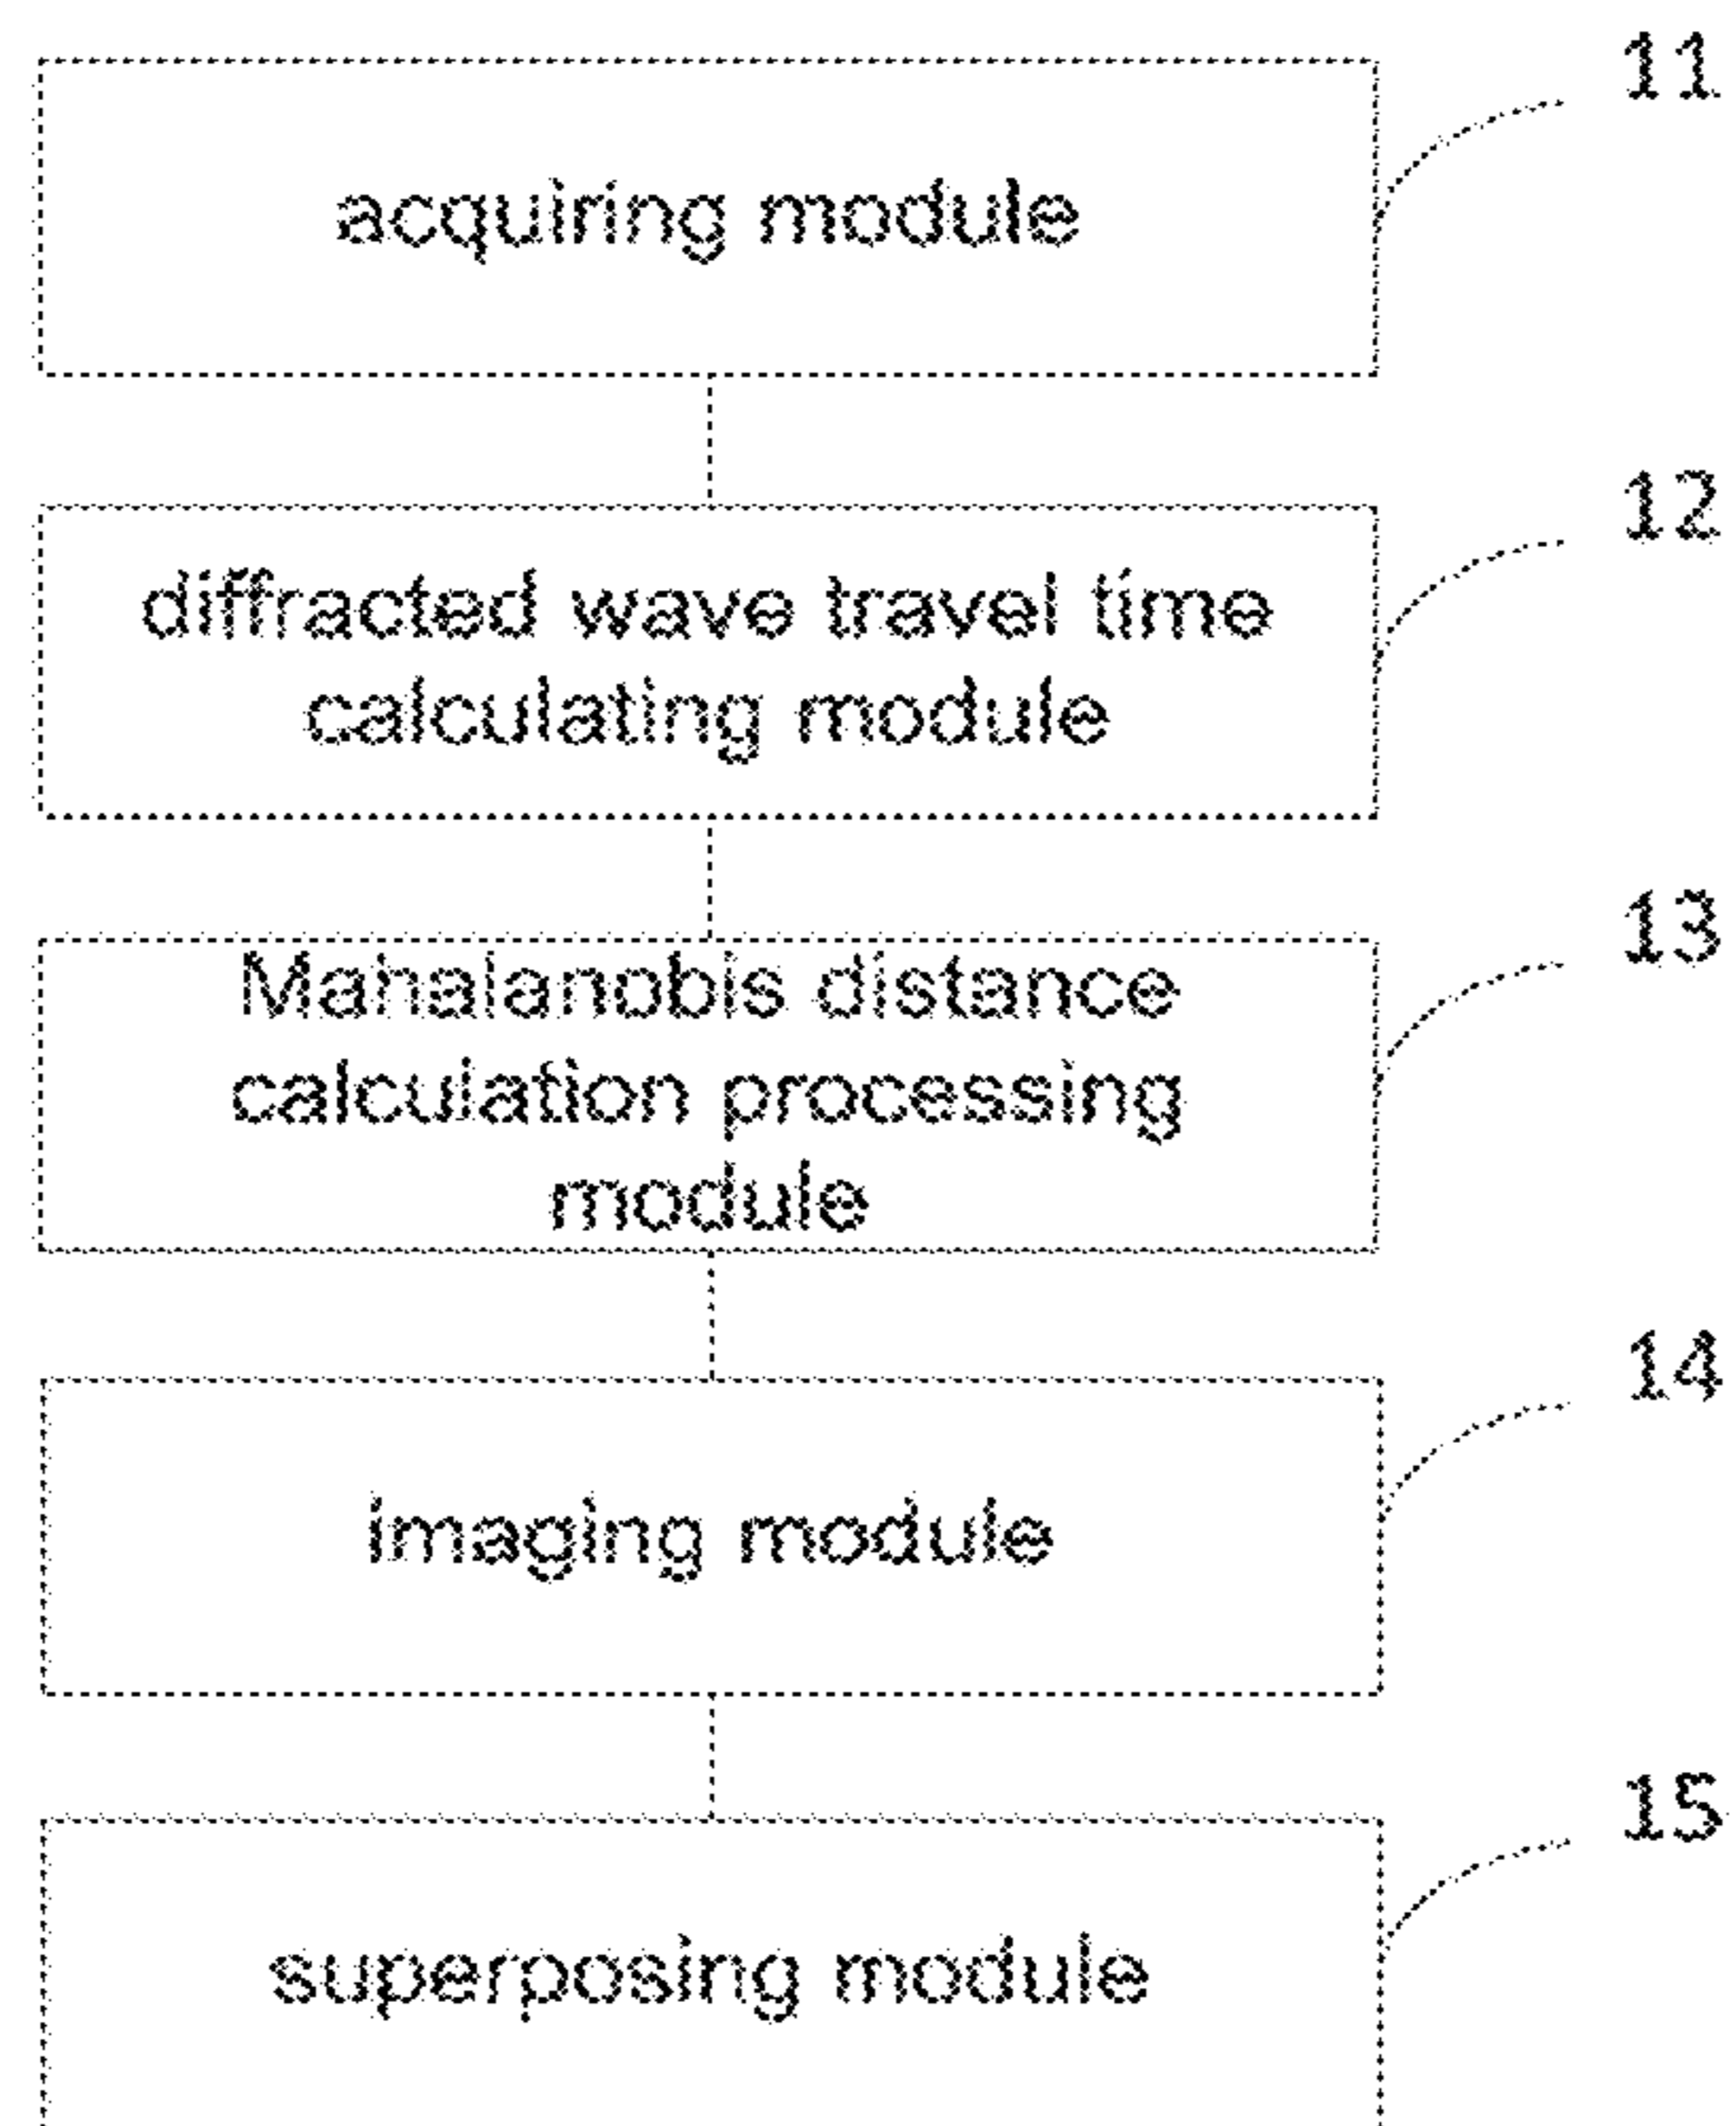 11
acquiring module
12
diffracted wave travel time
calculating module
13
Mahalanobis distance
calculation processing
module
14
imaging module
15
superposing module